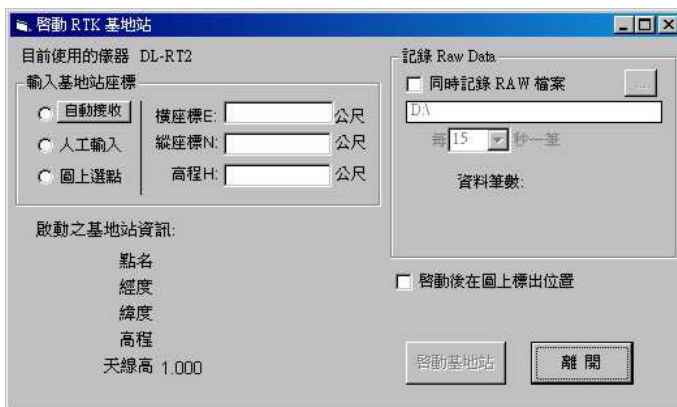 啓動 RTK 基地站
目前使用的儀器 DL-RT2
輸入基地站座標
自動接收
人工輸入
圖上選點
橫座標E: 公尺
縱座標N: 公尺
高程H: 公尺
啟動之基地站資訊:
點名
經度
緯度
高程
天線高 1.000
記錄 Raw Data
同時記錄 RAW 檔案
...
D:\
每 15 秒一筆
資料筆數:
啓動後在圖上標出位置
啓動基地站
離開